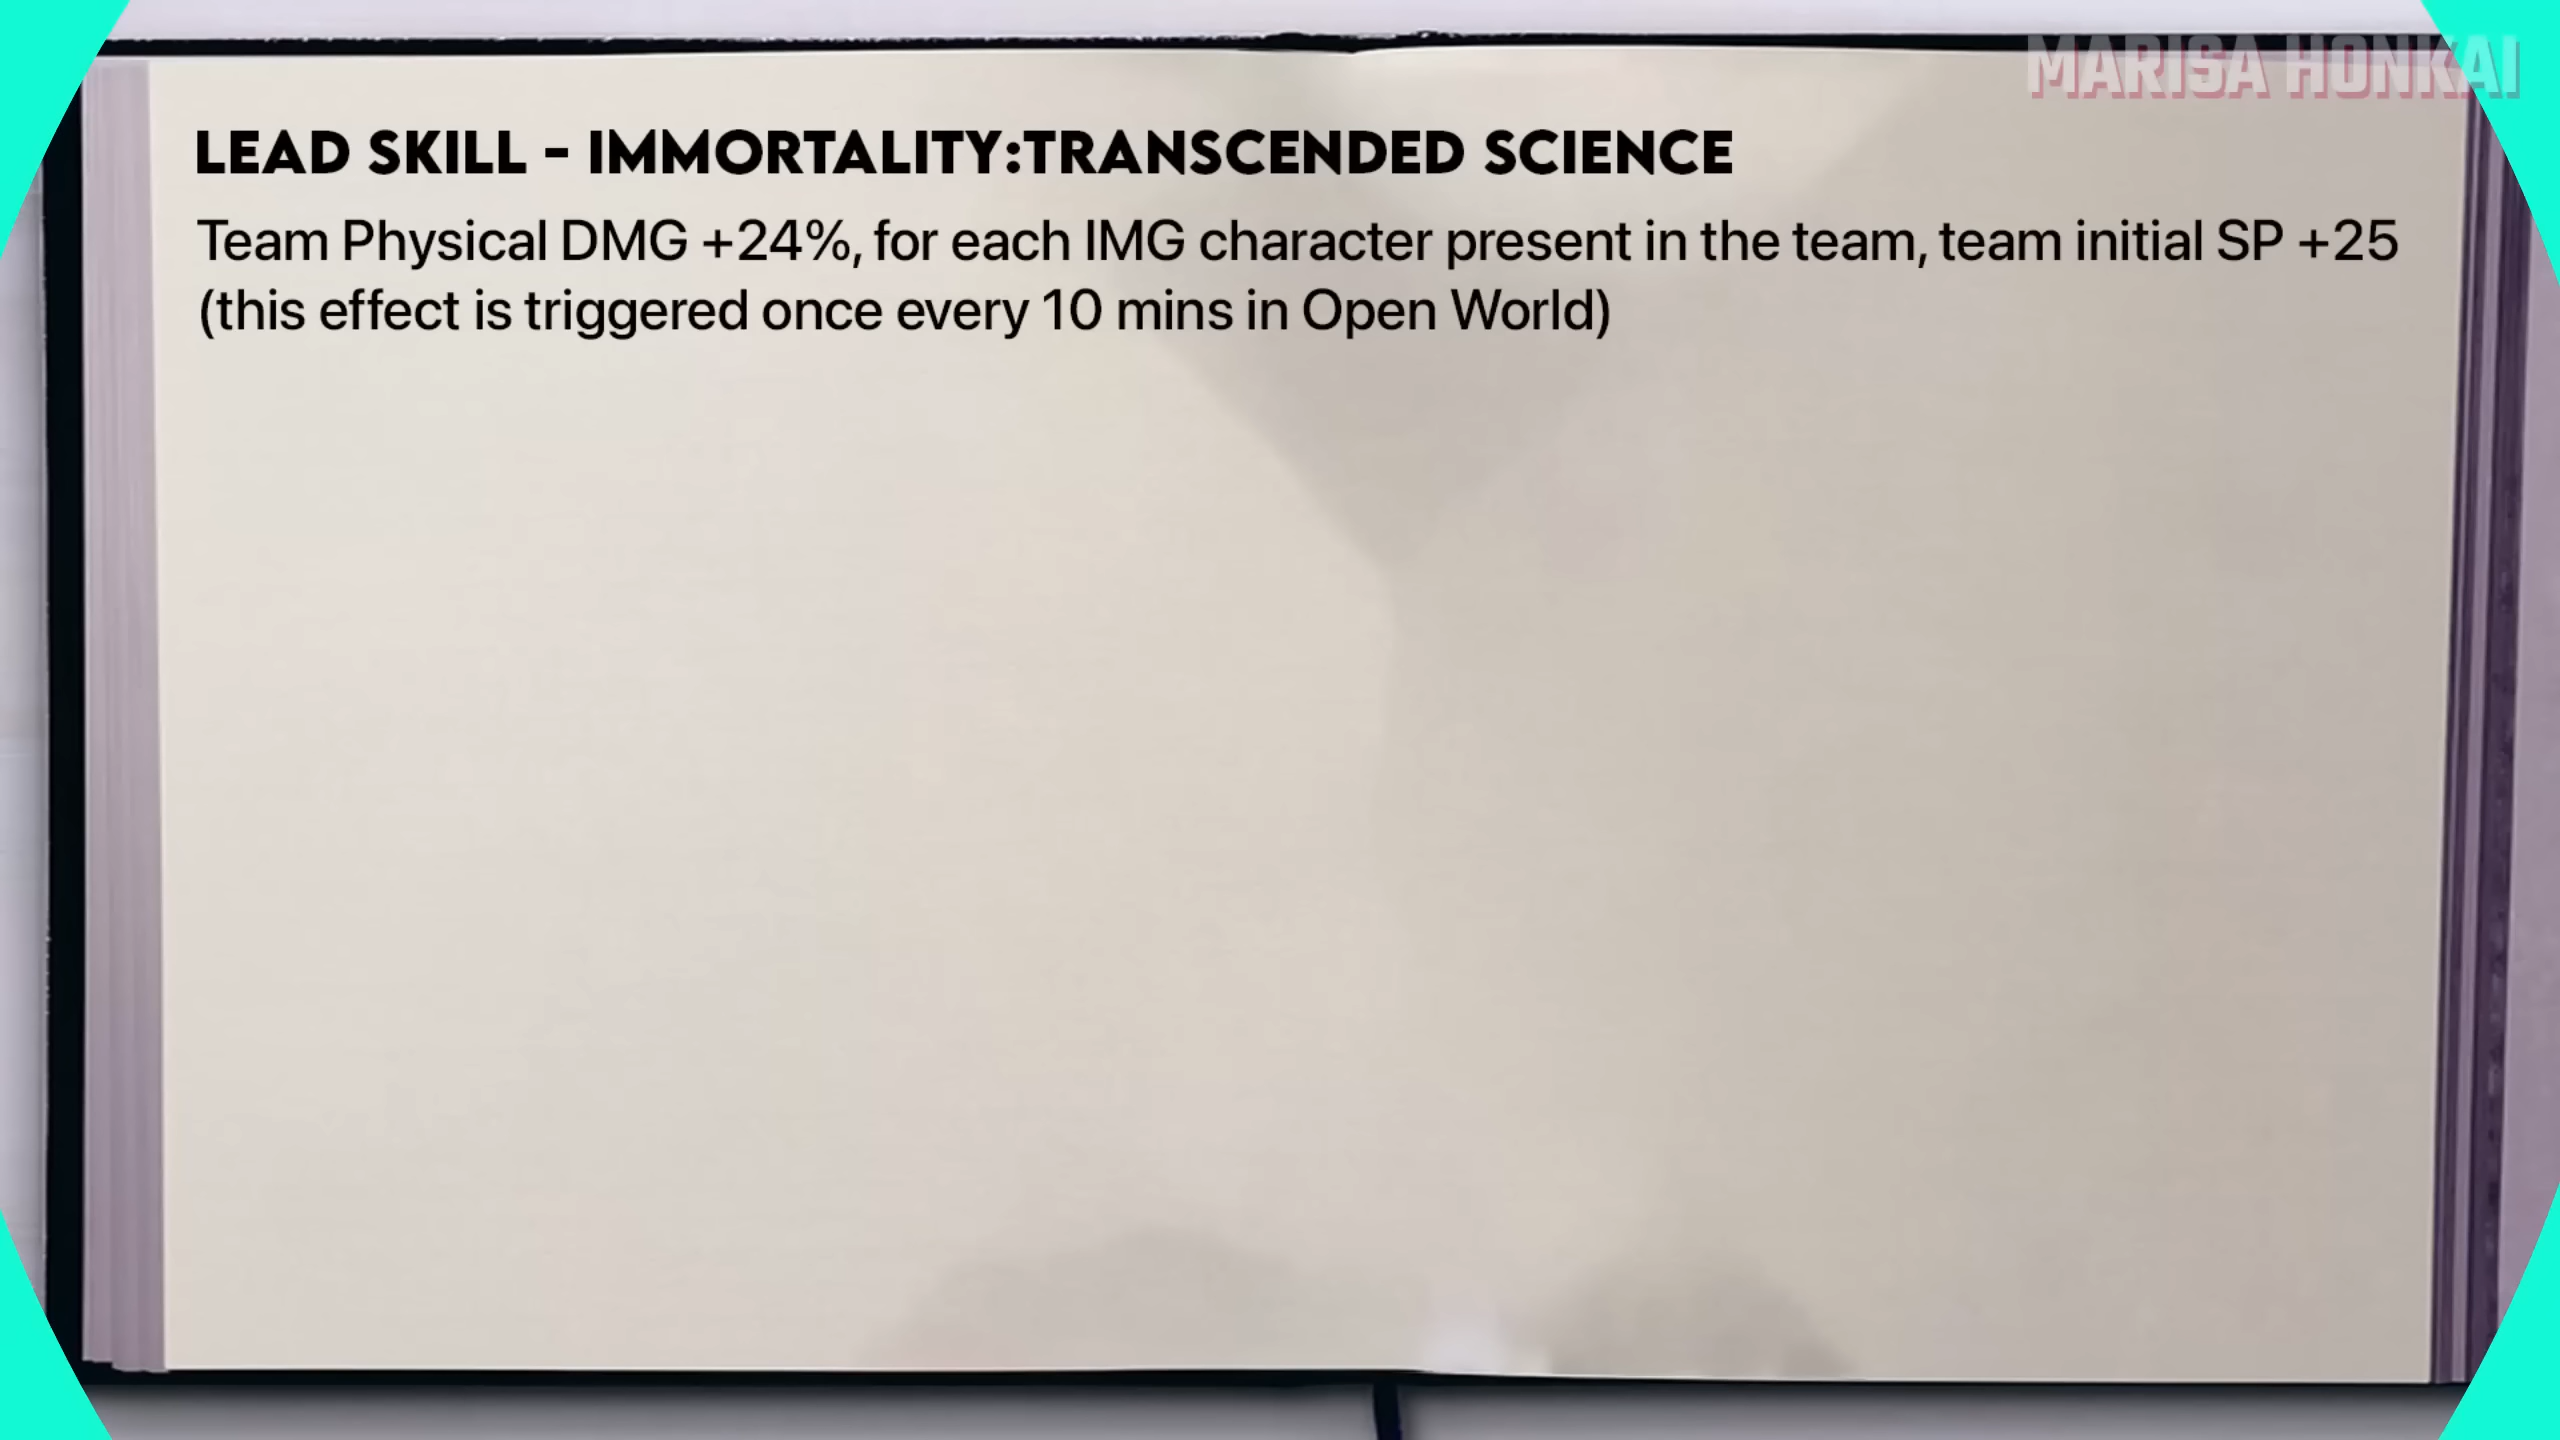 MARISA HONKAI
LEAD SKILL - IMMORTALITY:TRANSCENDED SCIENCE
Team Physical DMG +24%, for each IMG character present in the team, team initial SP +25
(this effect is triggered once every 10 mins in Open World)